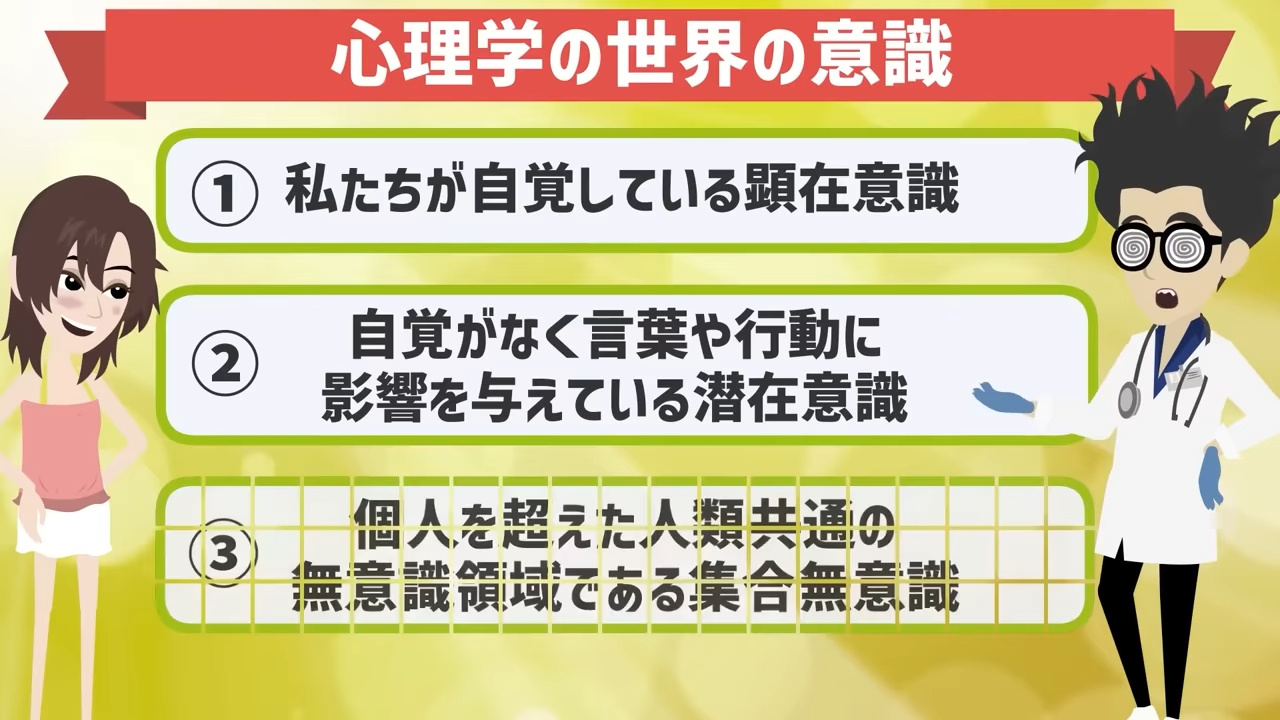 心理学の世界の意識
① 私たちが自覚している顕在意識
② 自覚がなく言葉や行動に
影響を与えている潜在意識
③ 個人を超えた人類共通の
無意識領域である集合無意識